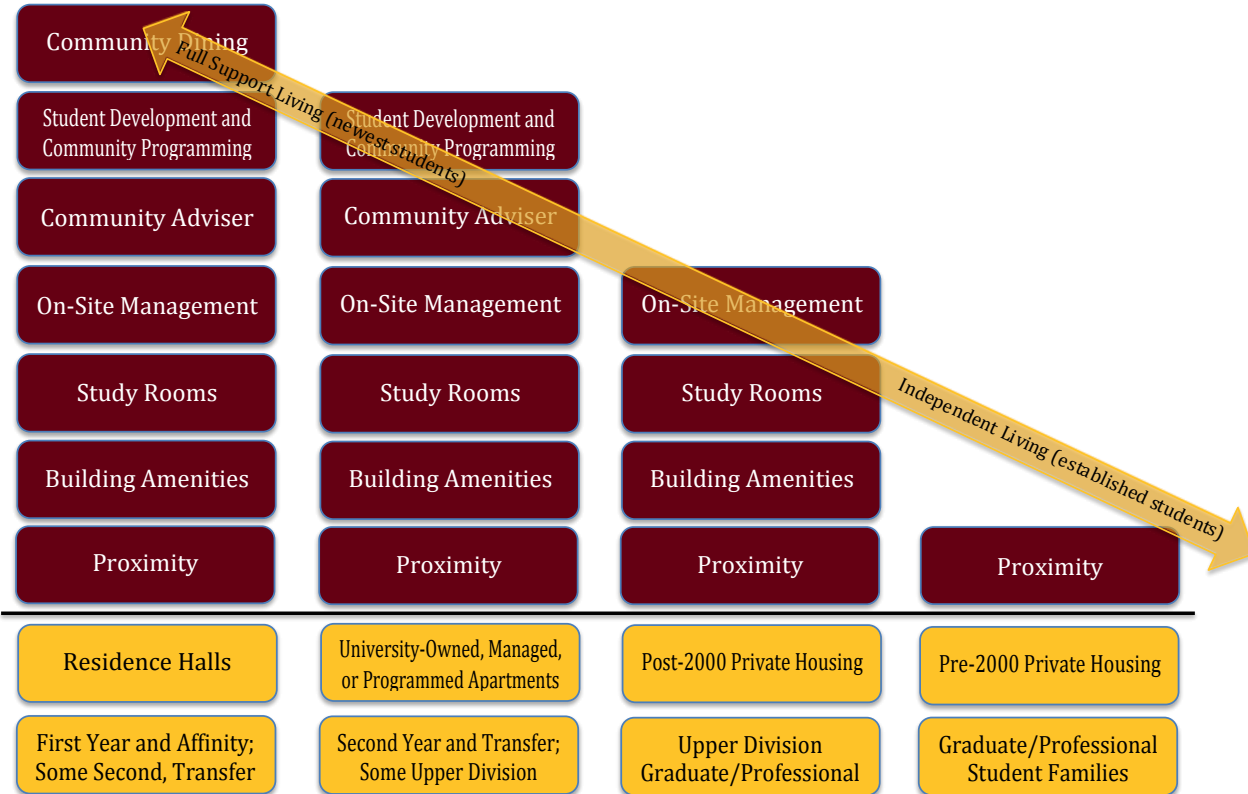 Community Dining
Full Support Living (newest students)
Student Development and
Community Programming
Student Development and
Community Programming
Community Adviser
Community Adviser
On-Site Management
On-Site Management
On-Site Management
Study Rooms
Study Rooms
Study Rooms
Independent Living (established students)
Building Amenities
Building Amenities
Building Amenities
Proximity
Proximity
Proximity
Proximity
Residence Halls
University-Owned, Managed,
or Programmed Apartments
Post-2000 Private Housing
Pre-2000 Private Housing
First Year and Affinity;
Some Second, Transfer
Second Year and Transfer;
Some Upper Division
Upper Division
Graduate/Professional
Graduate/Professional
Student Families